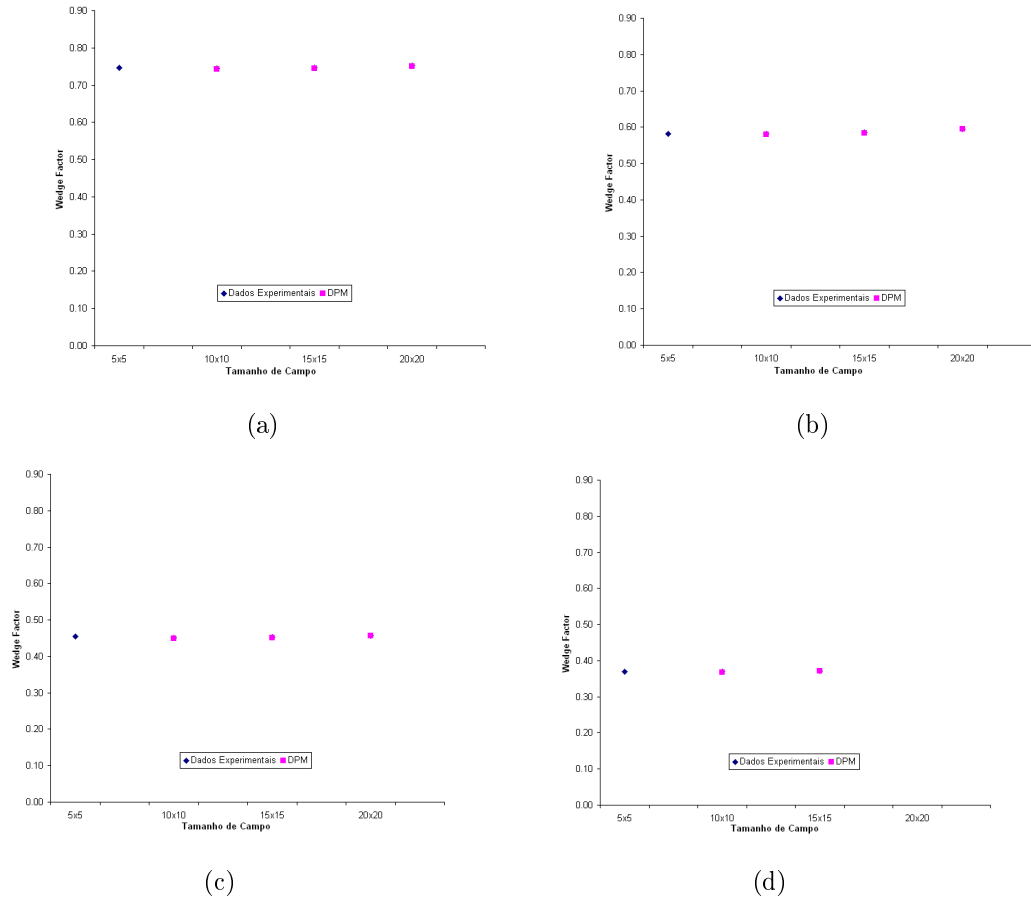 0.90
0.80
0.70
0.60
0.50
0.40
0.30
0.20
0.10
0.00
Wedge Factor
Dados Experimentais DPM
5x5 10x10 15x15 20x20
Tamanho de Campo
(a)
0.90
0.80
0.70
0.60
0.50
0.40
0.30
0.20
0.10
0.00
Wedge Factor
Dados Experimentais DPM
5x5 10x10 15x15 20x20
Tamanho de Campo
(b)
0.90
0.80
0.70
0.60
0.50
0.40
0.30
0.20
0.10
0.00
Wedge Factor
Dados Experimentais DPM
5x5 10x10 15x15 20x20
Tamanho de Campo
(c)
0.90
0.80
0.70
0.60
0.50
0.40
0.30
0.20
0.10
0.00
Wedge Factor
Dados Experimentais DPM
5x5 10x10 15x15 20x20
Tamanho de Campo
(d)